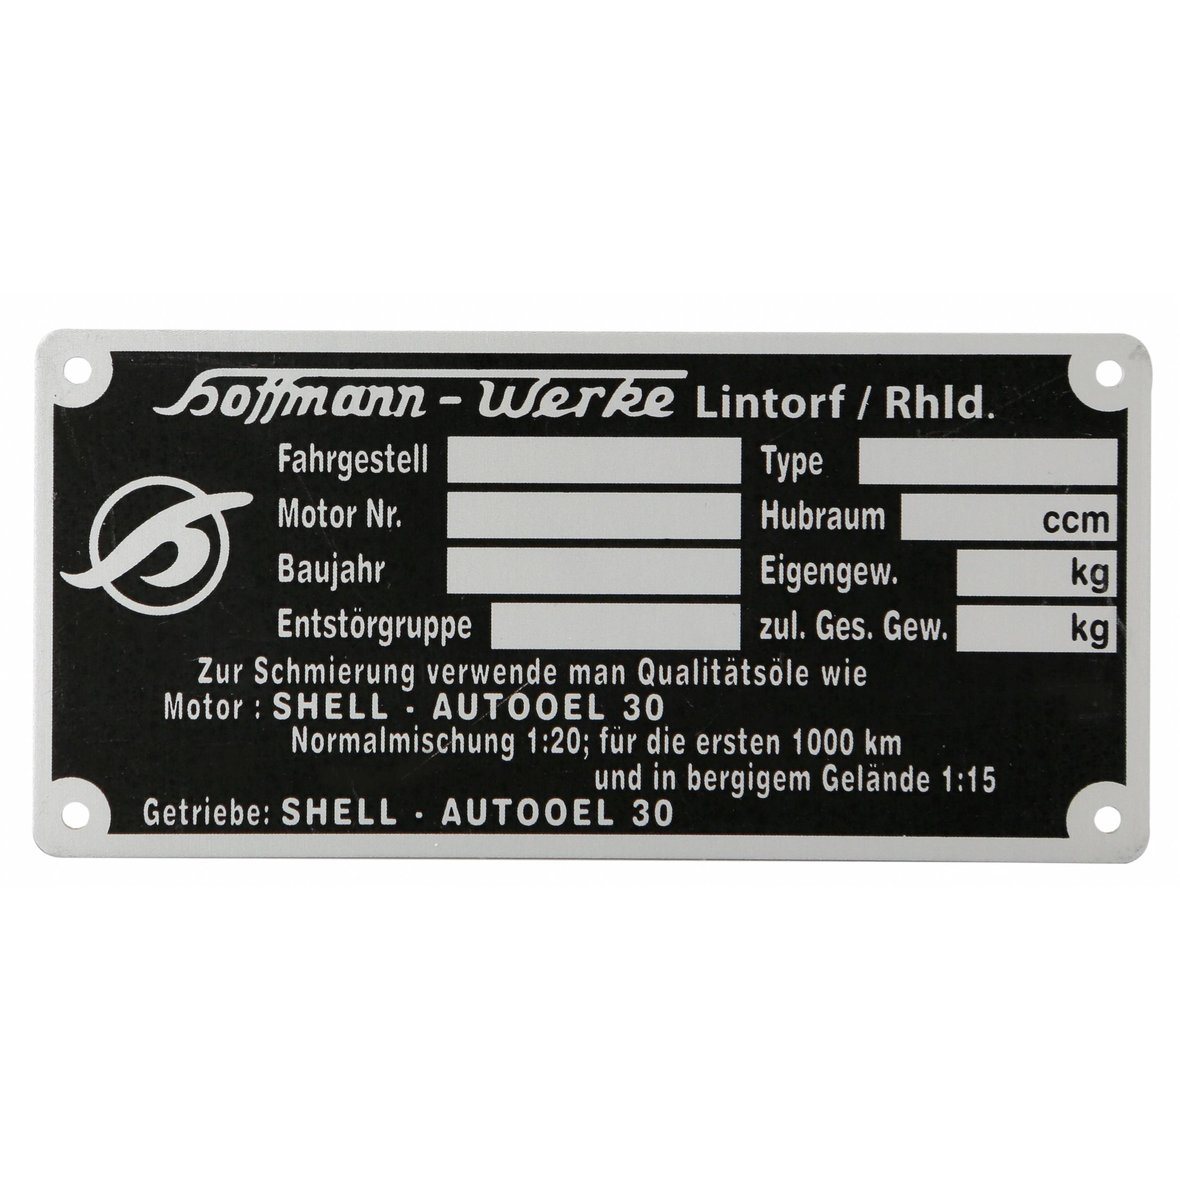 Hoffmann - Werke Lintorf / Rhld.
Fahrgestell Type
Motor Nr. Hubraum ccm
Baujahr Eigengew. kg
Entstörgruppe zul. Ges. Gew. kg
Zur Schmierung verwende man Qualitätsöle wie
Motor : SHELL - AUTOOEL 30
Normalmischung 1:20; für die ersten 1000 km
und in bergigem Gelände 1:15
Getriebe: SHELL - AUTOOEL 30